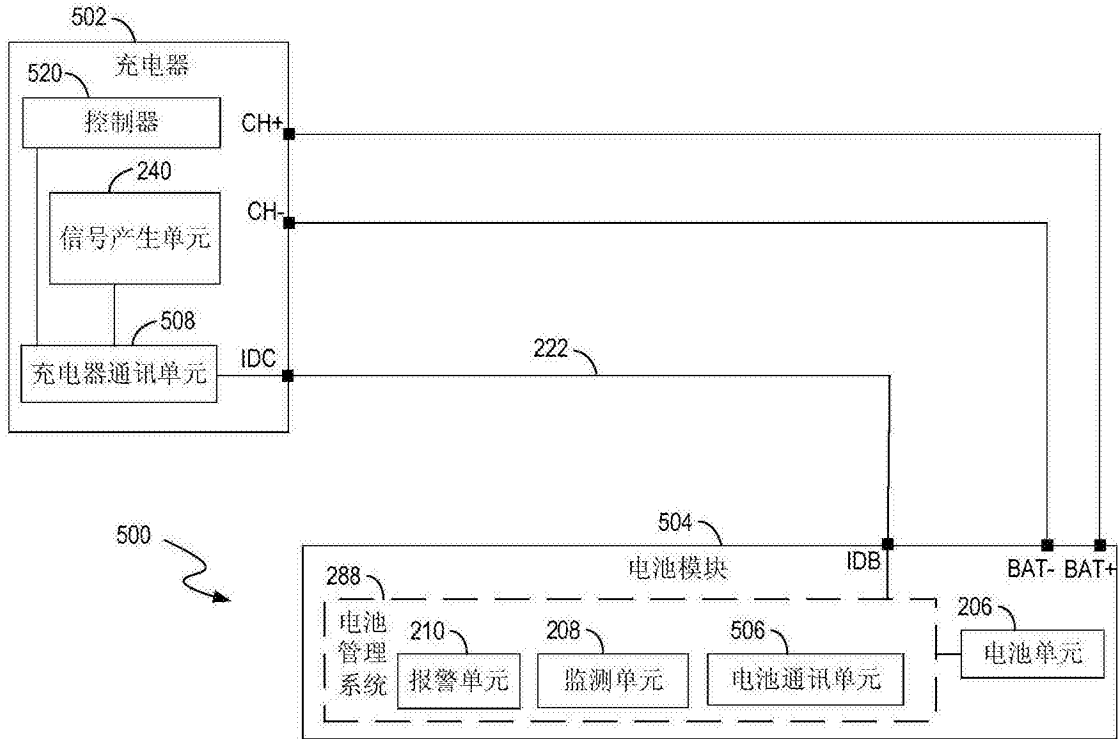 502
充电器
520
控制器
CH+
240
CH-
信号产生单元
508
IDC
充电器通讯单元
222
500
504
IDB
电池模块
BAT- BAT+
288
电池
管理
系统
210
208
506
206
报警单元
监测单元
电池通讯单元
电池单元